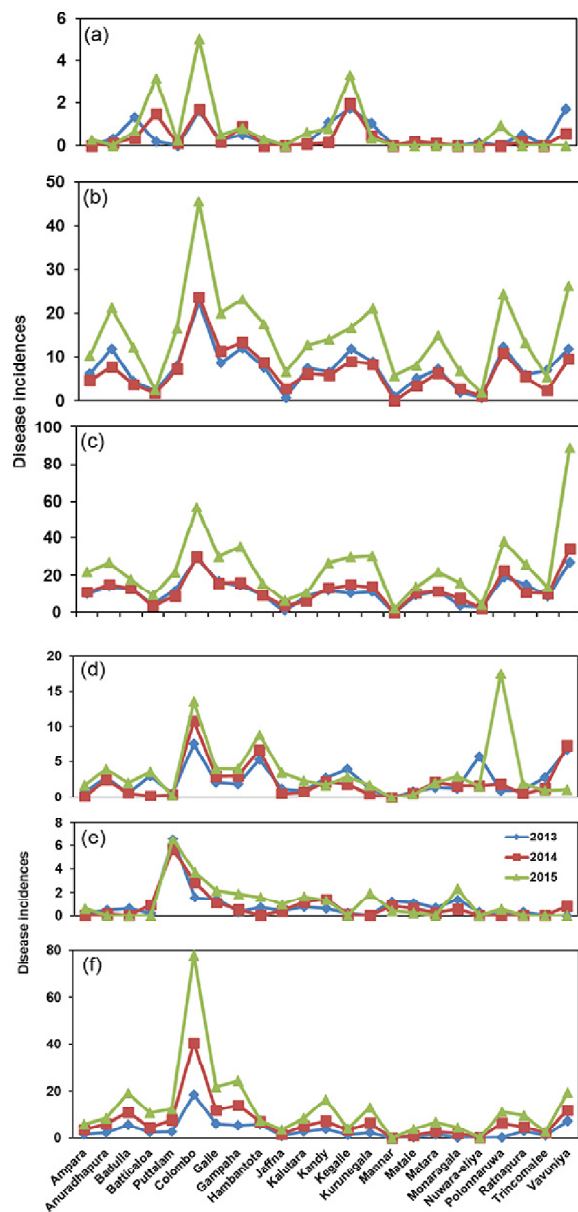 (a)
6
4
2
0
(b)
50
40
30
20
10
0
Disease incidences
(c)
100
80
60
40
20
0
(d)
20
15
10
5
0
(e)
8
6
4
2
0
2013
2014
2015
Disease incidences
(f)
80
60
40
20
0
Ampara
Anuradhapura
Badulla
Batticaloa
Puttalam
Colombo
Galle
Gampaha
Hambantota
Jaffna
Kalutara
Kandy
Kegalle
Kurunegala
Mannar
Matale
Matara
Monaragala
Nuwara-eliya
Polonnaruwa
Ratnapura
Trincomalee
Vavuniya